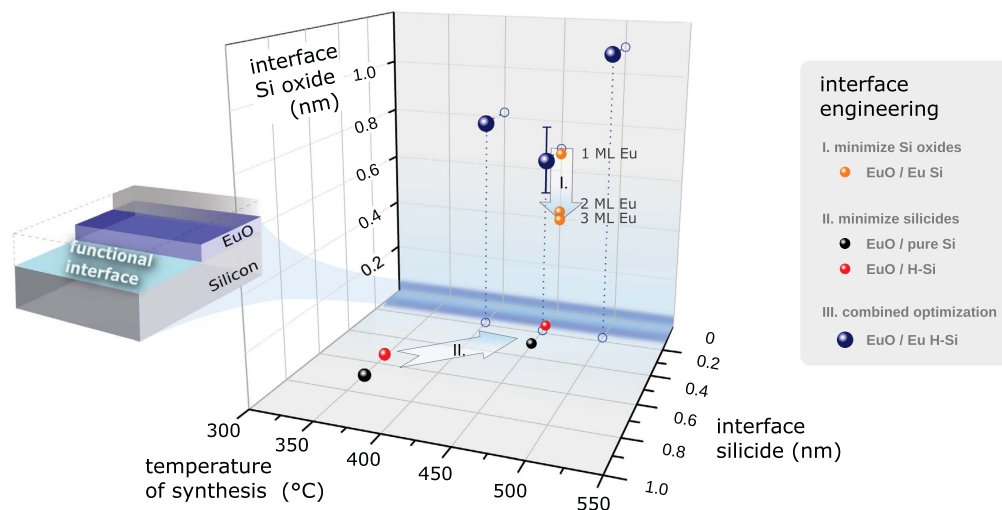 interface
Si oxide
(nm)
1.0
0.8
0.6
0.4
0.2
1 ML Eu
I.
2 ML Eu
3 ML Eu
II.
EuO
functional
interface
Silicon
300
350
400
450
500
550
temperature
of synthesis (°C)
0
0.2
0.4
0.6
0.8
1.0
interface
silicide (nm)
interface
engineering
I. minimize Si oxides
EuO / Eu Si
II. minimize silicides
EuO / pure Si
EuO / H-Si
III. combined optimization
EuO / Eu H-Si